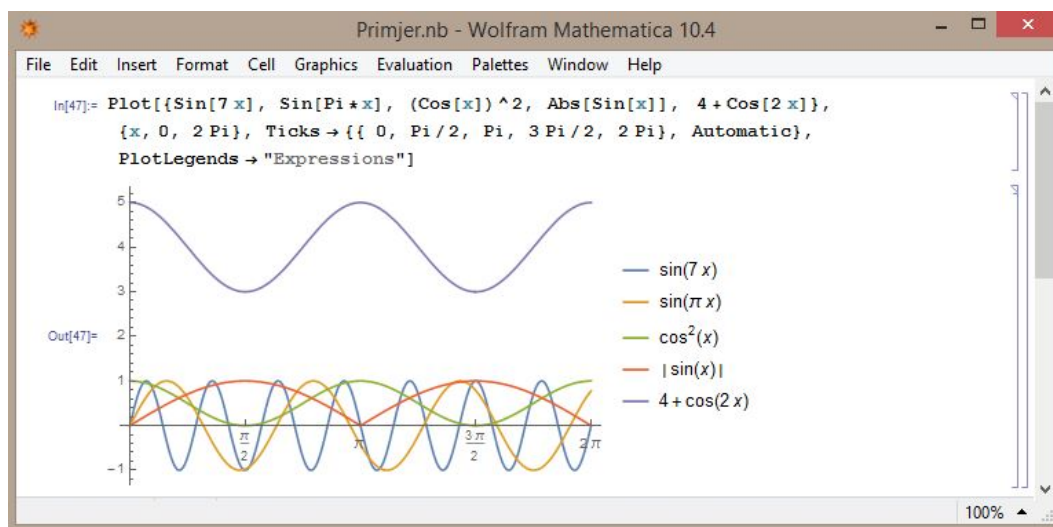 Primjer.nb - Wolfram Mathematica 10.4
File Edit Insert Format Cell Graphics Evaluation Palettes Window Help
In[47]:= Plot[{Sin[7 x], Sin[Pi * x], (Cos[x])^2, Abs[Sin[x]], 4 + Cos[2 x]},
{x, 0, 2 Pi}, Ticks → {{ 0, Pi/2, Pi, 3 Pi/2, 2 Pi}, Automatic},
PlotLegends → "Expressions"]
5
4
3
Out[47]= 2
1
-1
π/2
π
3π/2
2π
sin(7 x)
sin(π x)
cos²(x)
|sin(x)|
4 + cos(2 x)
100%